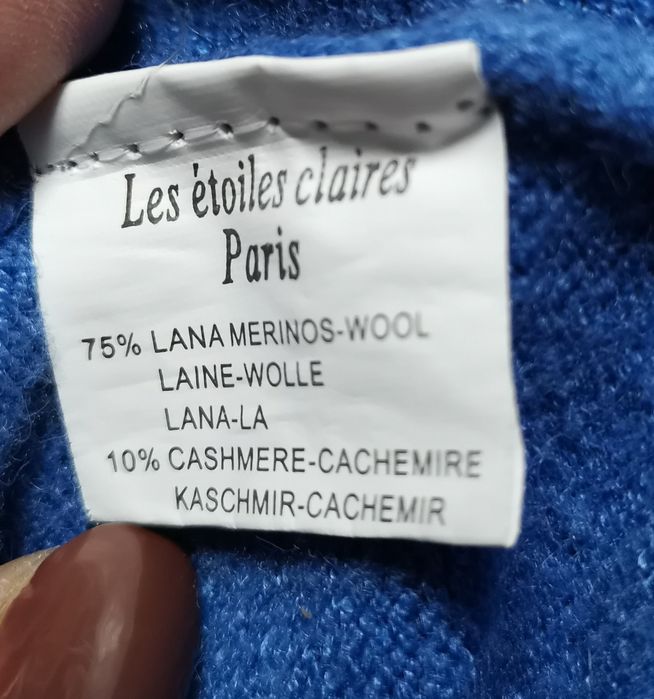 Les étoiles claires
Paris
75% LANA MERINOS-WOOL
LAINE-WOLLE
LANA-LA
10% CASHMERE-CACHEMIRE
KASCHMIR-CACHEMIR